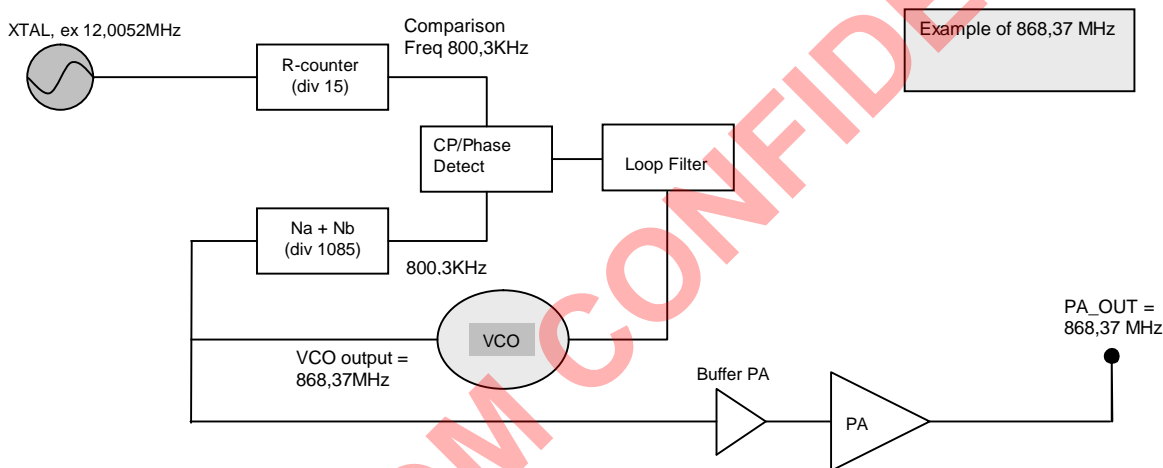 XTAL, ex 12,0052MHz
Comparison
Freq 800,3KHz
Example of 868,37 MHz
R-counter
(div 15)
CP/Phase
Detect
Loop Filter
Na + Nb
(div 1085)
800.3KHz
VCO
VCO output =
868,37MHz
PA_OUT =
868,37 MHz
Buffer PA
PA
OM CONFIDE